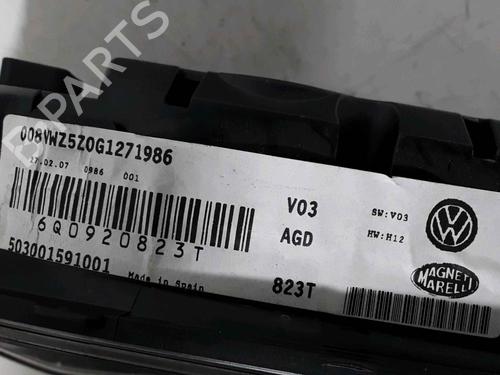 008VWZ5Z0G1271986
27.02.07 0986 001
6Q0920823T
503001591001
Made in Spain
V03
AGD
823T
SW:V03
HW:H12
MAGNETI
MARELLI
B-PARTS